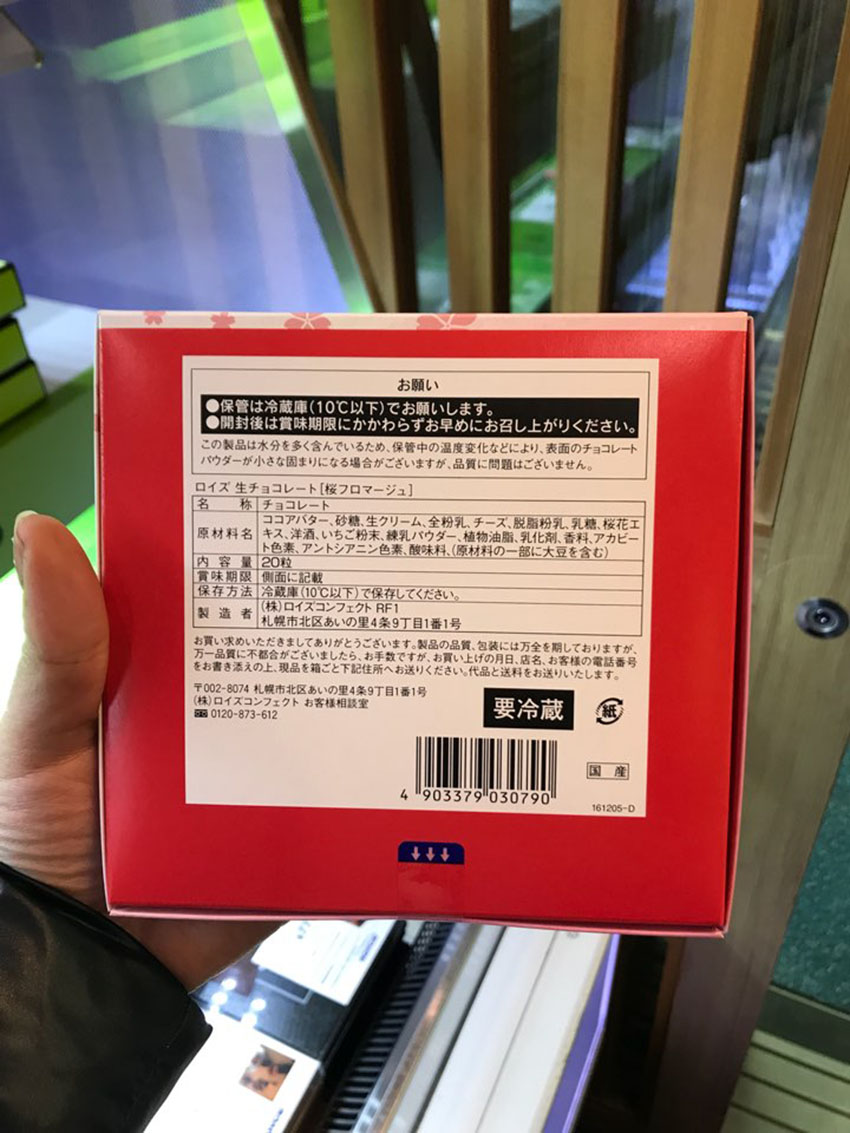 お願い
●保管は冷蔵庫(10℃以下)でお願いします。
●開封後は賞味期限にかかわらずお早めにお召し上がりください。
この製品は水分を多く含んでいるため、保管中の温度変化などにより、表面のチョコレート
パウダーが小さな固まりになる場合がございますが、品質に問題はございません。
ロイズ 生チョコレート[桜フロマージュ]
名 称 チョコレート
原材料名 ココアバター、砂糖、生クリーム、全粉乳、チーズ、脱脂粉乳、乳糖、桜花エ
キス、洋酒、いちご粉末、練乳パウダー、植物油脂、乳化剤、香料、アカビー
ト色素、アントシアニン色素、酸味料、(原材料の一部に大豆を含む)
内 容 量 20粒
賞味期限 側面に記載
保存方法 冷蔵庫(10℃以下)で保存してください。
製 造 者 (株)ロイズコンフェクト RF1
札幌市北区あいの里4条9丁目1番1号
お買い求めいただきましてありがとうございます。製品の品質、包装には万全を期しておりますが、
万一品質に不都合がございましたら、お手数ですが、お買い上げの月日、店名、お客様の電話番号
をお書き添えの上、現品を箱ごと下記住所へお送りください。代品と送料をお送りいたします。
〒002-8074 札幌市北区あいの里4条9丁目1番1号
(株)ロイズコンフェクト お客様相談室
0120-873-612
要冷蔵
紙
国 産
4 903379 030790
161205-D